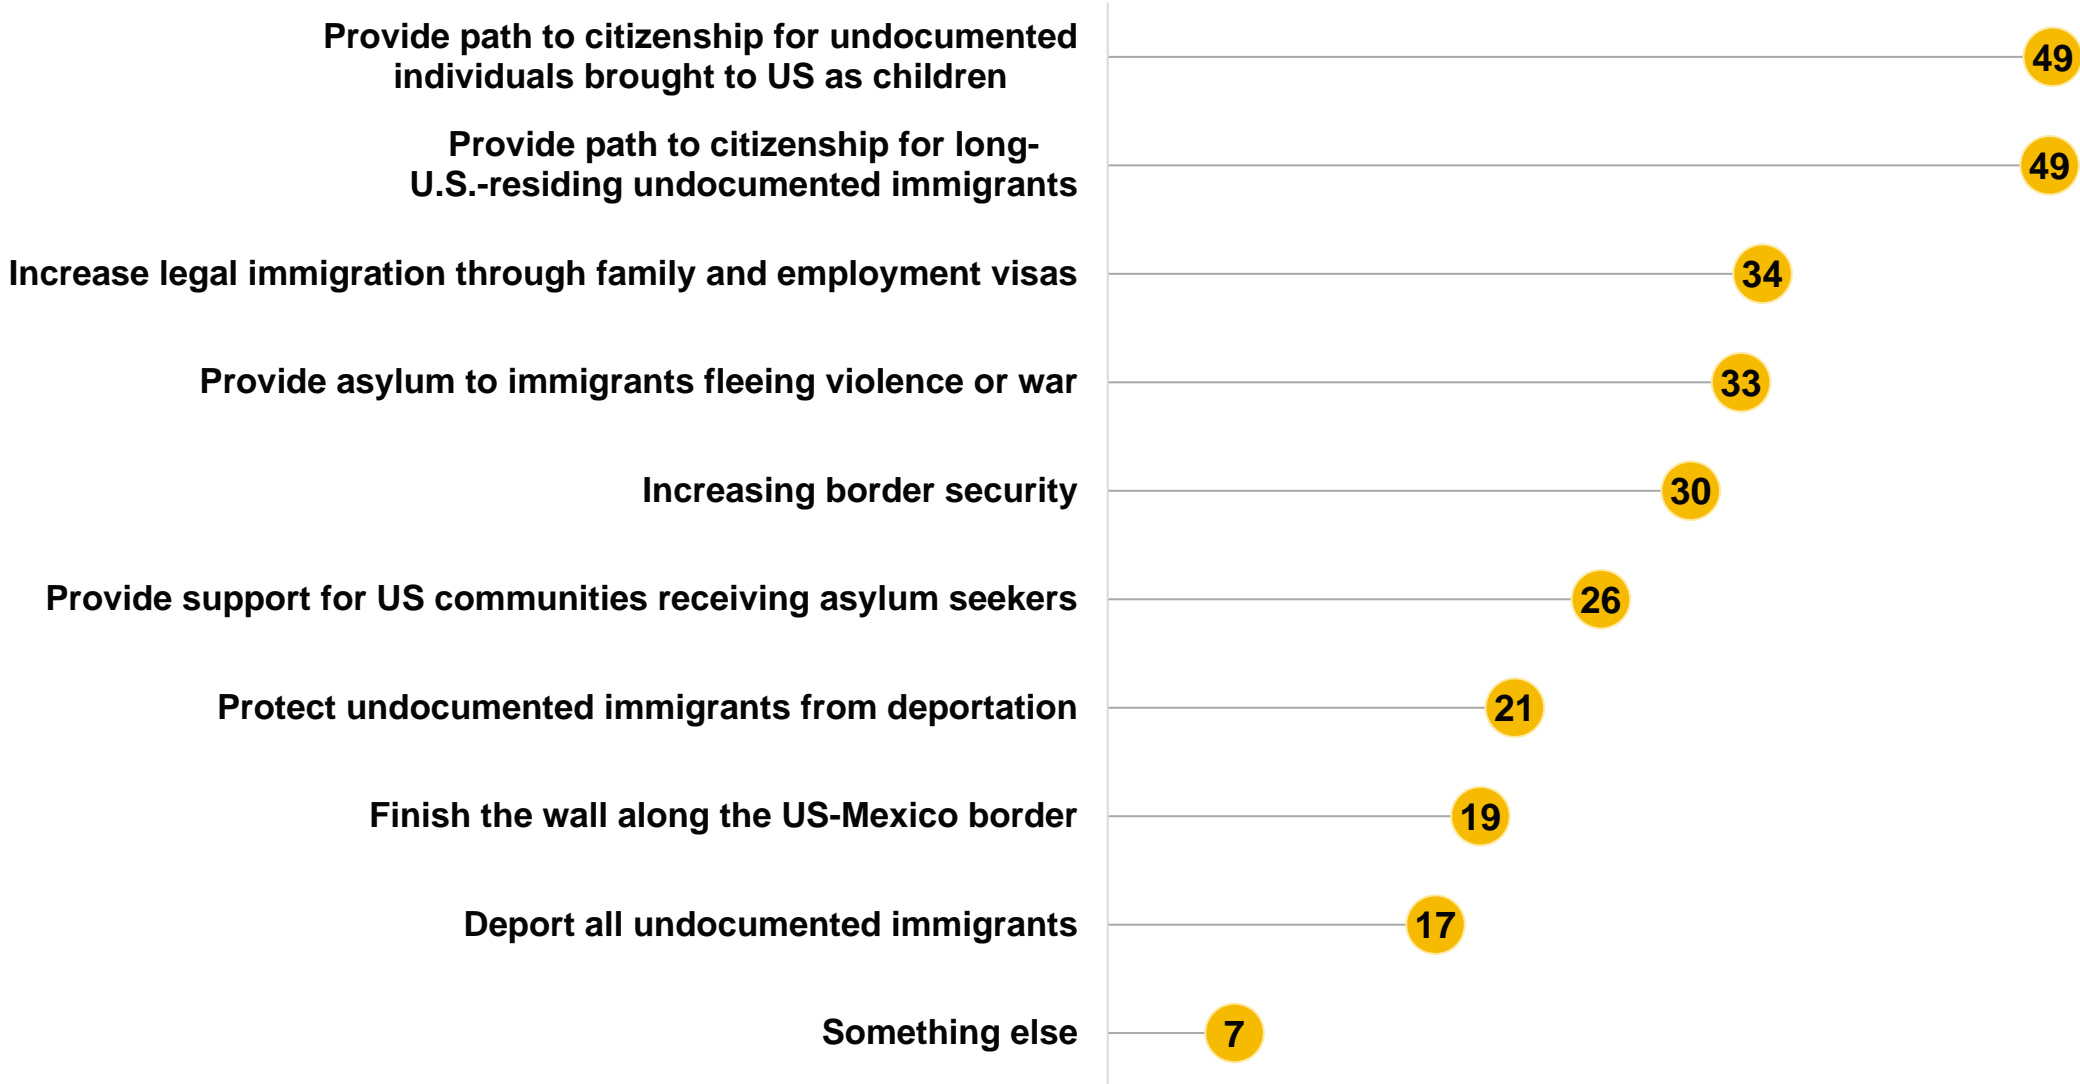 Provide path to citizenship for undocumented
individuals brought to US as children
49
Provide path to citizenship for long-
U.S.-residing undocumented immigrants
49
Increase legal immigration through family and employment visas
34
Provide asylum to immigrants fleeing violence or war
33
Increasing border security
30
Provide support for US communities receiving asylum seekers
26
Protect undocumented immigrants from deportation
21
Finish the wall along the US-Mexico border
19
Deport all undocumented immigrants
17
Something else
7